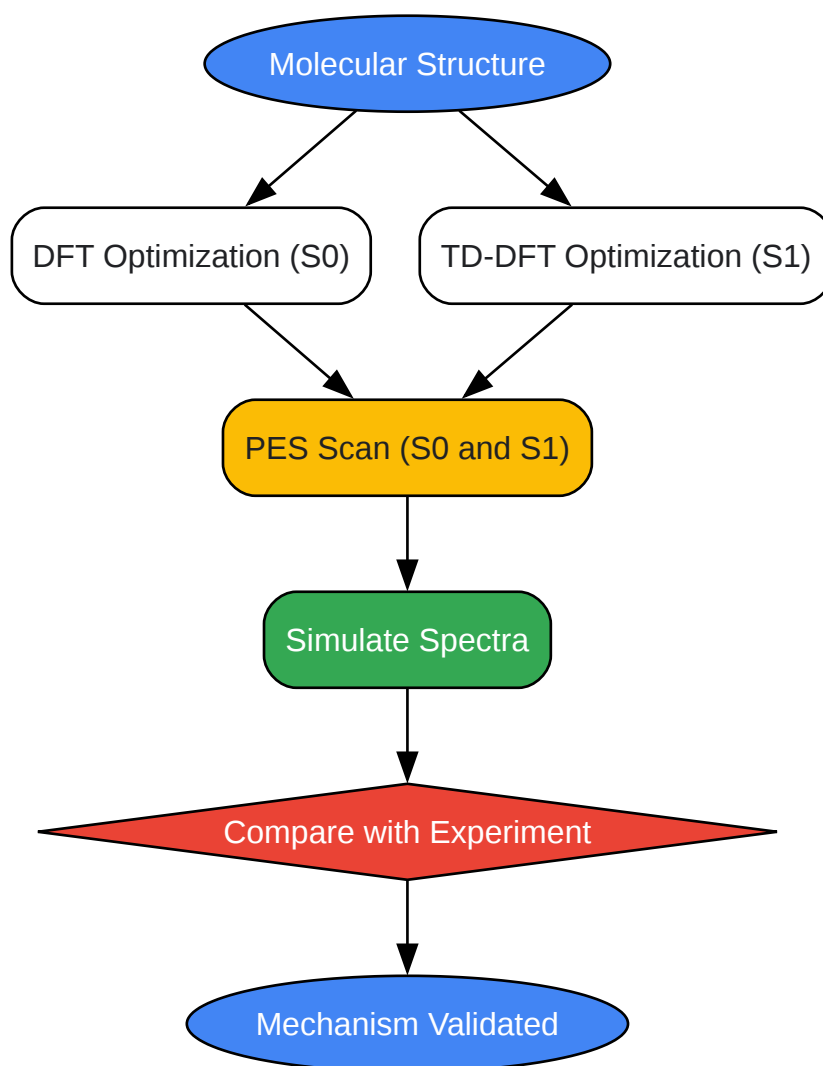 Molecular Structure
DFT Optimization (S0)
TD-DFT Optimization (S1)
PES Scan (S0 and S1)
Simulate Spectra
Compare with Experiment
Mechanism Validated